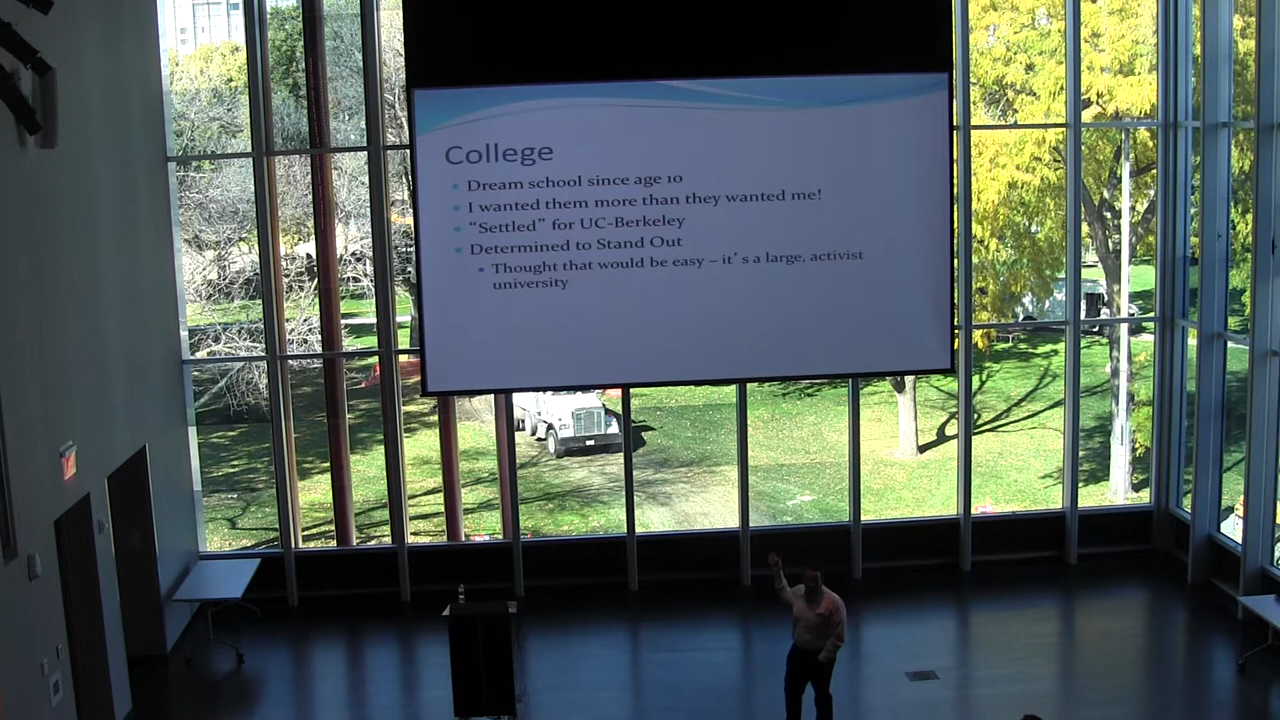 College
Dream school since age 10
I wanted them more than they wanted me!
“Settled” for UC-Berkeley
Determined to Stand Out
Thought that would be easy – it’s a large, activist
university